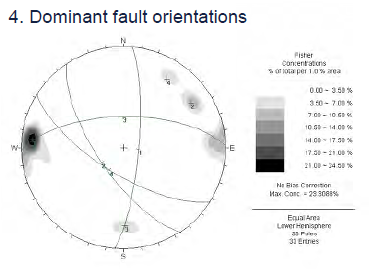 4. Dominant fault orientations
N
4
2
3
W
E
1
2
4
3
S
Fisher
Concentrations
% of total per 1.0 % area
0.00 ~ 3.50 %
3.50 ~ 7.00 %
7.00 ~ 10.50 %
10.50 ~ 14.00 %
14.00 ~ 17.50 %
17.50 ~ 21.00 %
21.00 ~ 24.50 %
No Bias Correction
Max. Conc. = 23.3088%
Equal Area
Lower Hemisphere
33 Poles
33 Entries